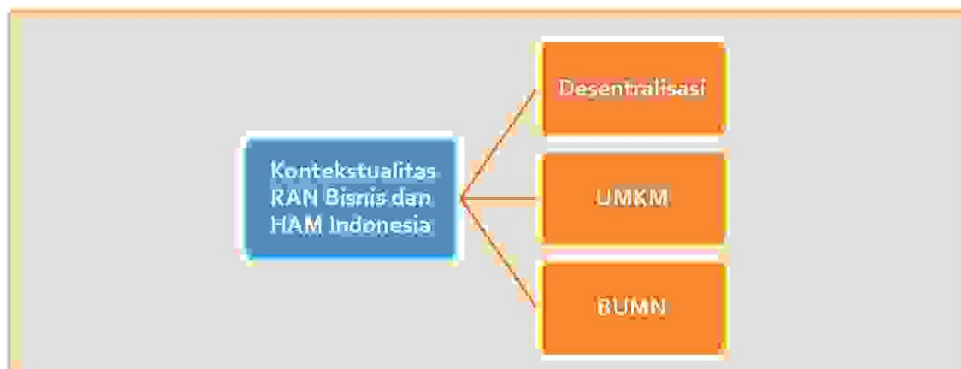 Desentralisasi
Kontekstualitas
RAN Bisnis dan
HAM Indonesia
UMKM
BUMN